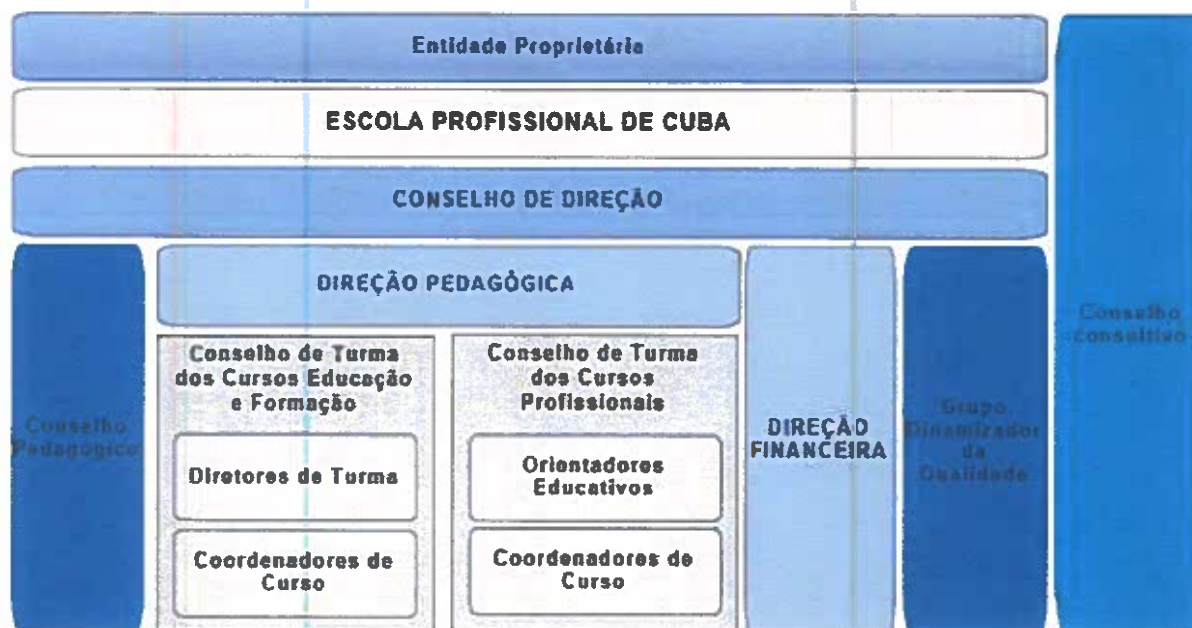 Entidade Proprietária
ESCOLA PROFISSIONAL DE CUBA
CONSELHO DE DIREÇÃO
DIREÇÃO PEDAGÓGICA
Conselho de Turma
dos Cursos Educação
e Formação
Diretores de Turma
Coordenadores de
Curso
Conselho de Turma
dos Cursos
Profissionais
Orientadores
Educativos
Coordenadores de
Curso
Conselho
Pedagógico
DIREÇÃO
FINANCEIRA
Grupo
Dinamizador
da
Qualidade
Conselho
consultivo